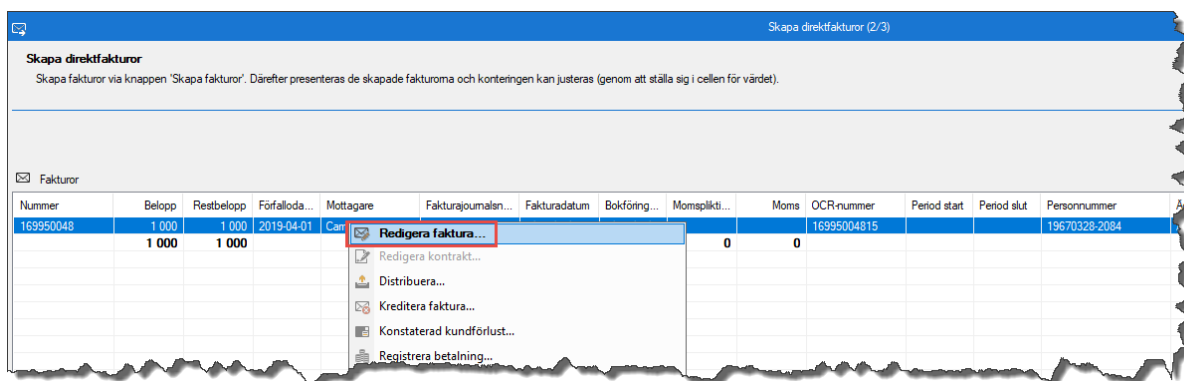 Skapa direktfakturor (2/3)
Skapa direktfakturor
Skapa fakturor via knappen 'Skapa fakturor'. Därefter presenteras de skapade fakturorna och konteringen kan justeras (genom att ställa sig i cellen för värdet).
Fakturor
Nummer Belopp Restbelopp Förfalloda... Mottagare Fakturajournalsn... Fakturadatum Bokföring... Momsplikti... Moms OCR-nummer Period start Period slut Personnummer
169950048 1 000 1 000 2019-04-01 Cam 16995004815 19670328-2084
1 000 1 000 0 0
Redigera faktura...
Redigera kontrakt...
Distribuera...
Kreditera faktura...
Konstaterad kundförlust...
Registrera betalning...